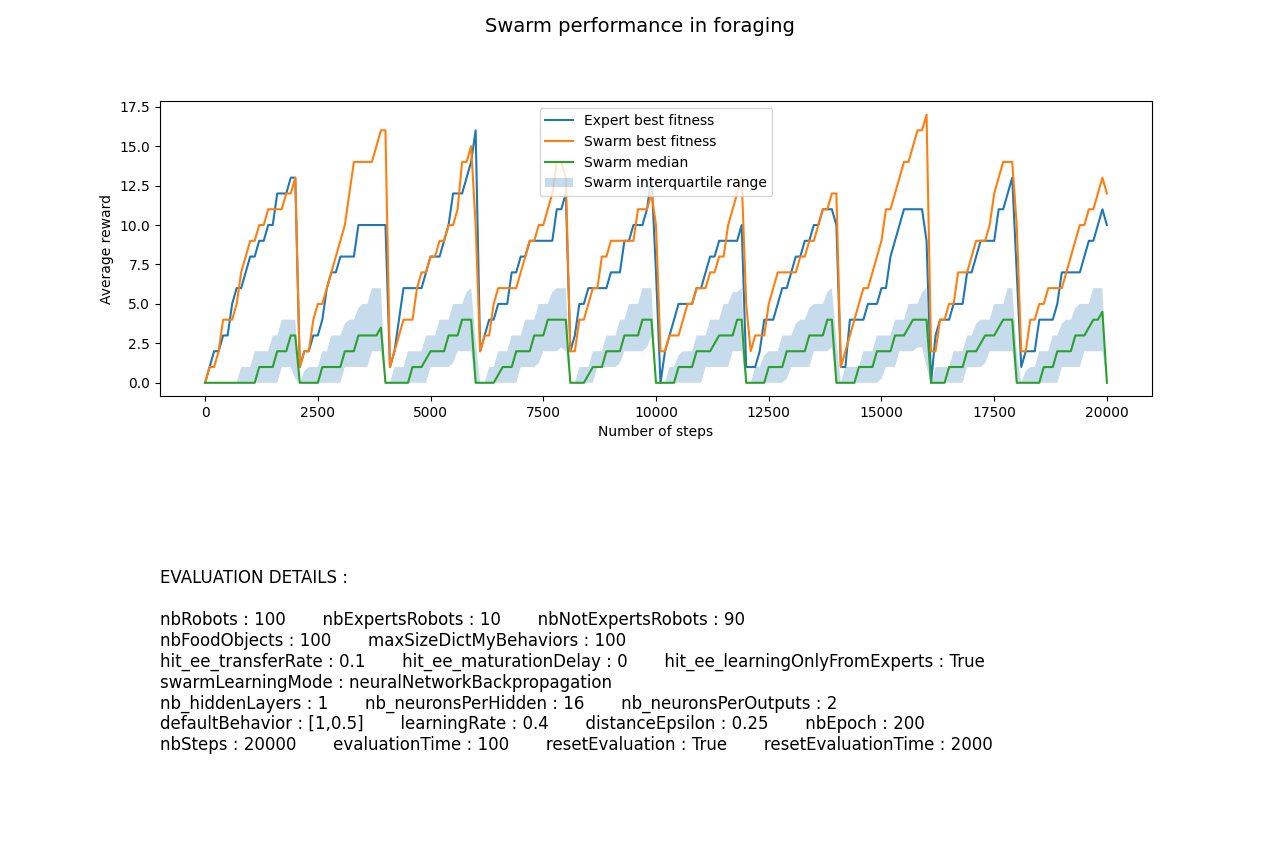 Swarm performance in foraging
17.5
15.0
12.5
10.0
7.5
5.0
2.5
0.0
Average reward
Expert best fitness
Swarm best fitness
Swarm median
Swarm interquartile range
0 2500 5000 7500 10000 12500 15000 17500 20000
Number of steps
EVALUATION DETAILS :
nbRobots : 100 nbExpertsRobots : 10 nbNotExpertsRobots : 90
nbFoodObjects : 100 maxSizeDictMyBehaviors : 100
hit_ee_transferRate : 0.1 hit_ee_maturationDelay : 0 hit_ee_learningOnlyFromExperts : True
swarmLearningMode : neuralNetworkBackpropagation
nb_hiddenLayers : 1 nb_neuronsPerHidden : 16 nb_neuronsPerOutputs : 2
defaultBehavior : [1,0.5] learningRate : 0.4 distanceEpsilon : 0.25 nbEpoch : 200
nbSteps : 20000 evaluationTime : 100 resetEvaluation : True resetEvaluationTime : 2000